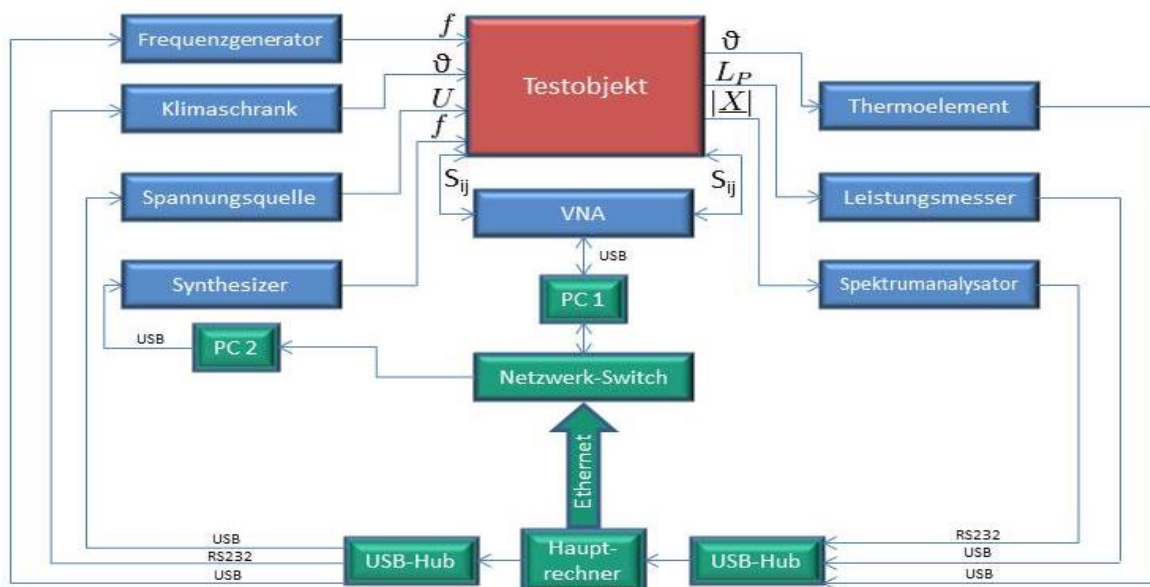 Frequenzgenerator
f
Testobjekt
ϑ
Klimaschrank
ϑ
L_P
Thermoelement
U
|X|
f
S_ij
S_ij
Spannungsquelle
VNA
Leistungsmesser
USB
Synthesizer
PC 1
Spektrumanalysator
USB
PC 2
Netzwerk-Switch
Ethernet
USB
RS232
USB
USB-Hub
Haupt-
rechner
USB-Hub
RS232
USB
USB